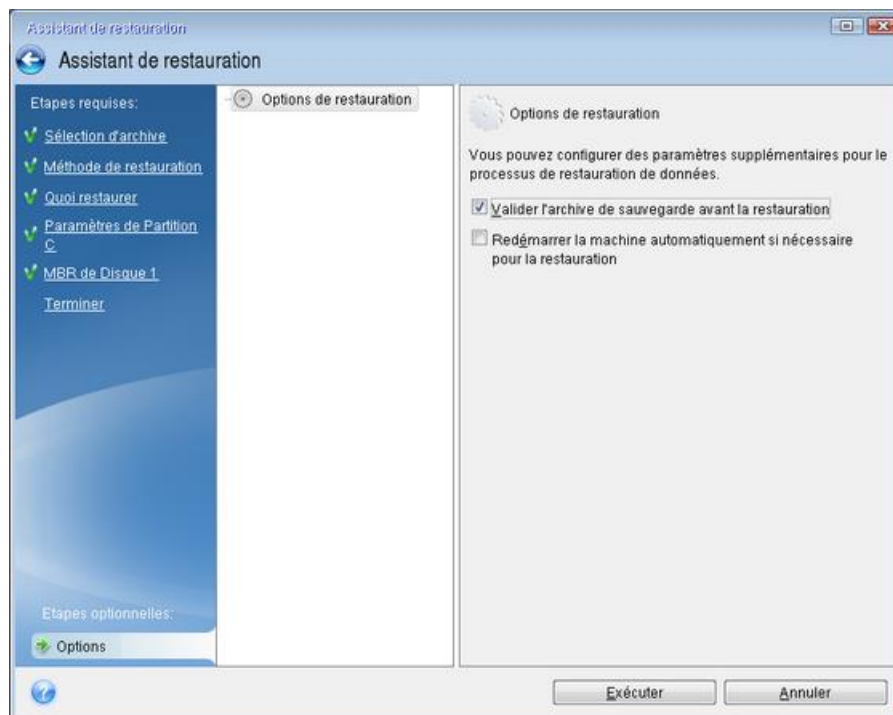 Assistant de restauration
Assistant de restauration
Etapes requises:
Sélection d'archive
Méthode de restauration
Quoi restaurer
Paramètres de Partition
C
MBR de Disque 1
Terminer
Etapes optionnelles:
Options
Options de restauration
Options de restauration
Vous pouvez configurer des paramètres supplémentaires pour le
processus de restauration de données.
Valider l'archive de sauvegarde avant la restauration
Redémarrer la machine automatiquement si nécessaire
pour la restauration
Exécuter
Annuler